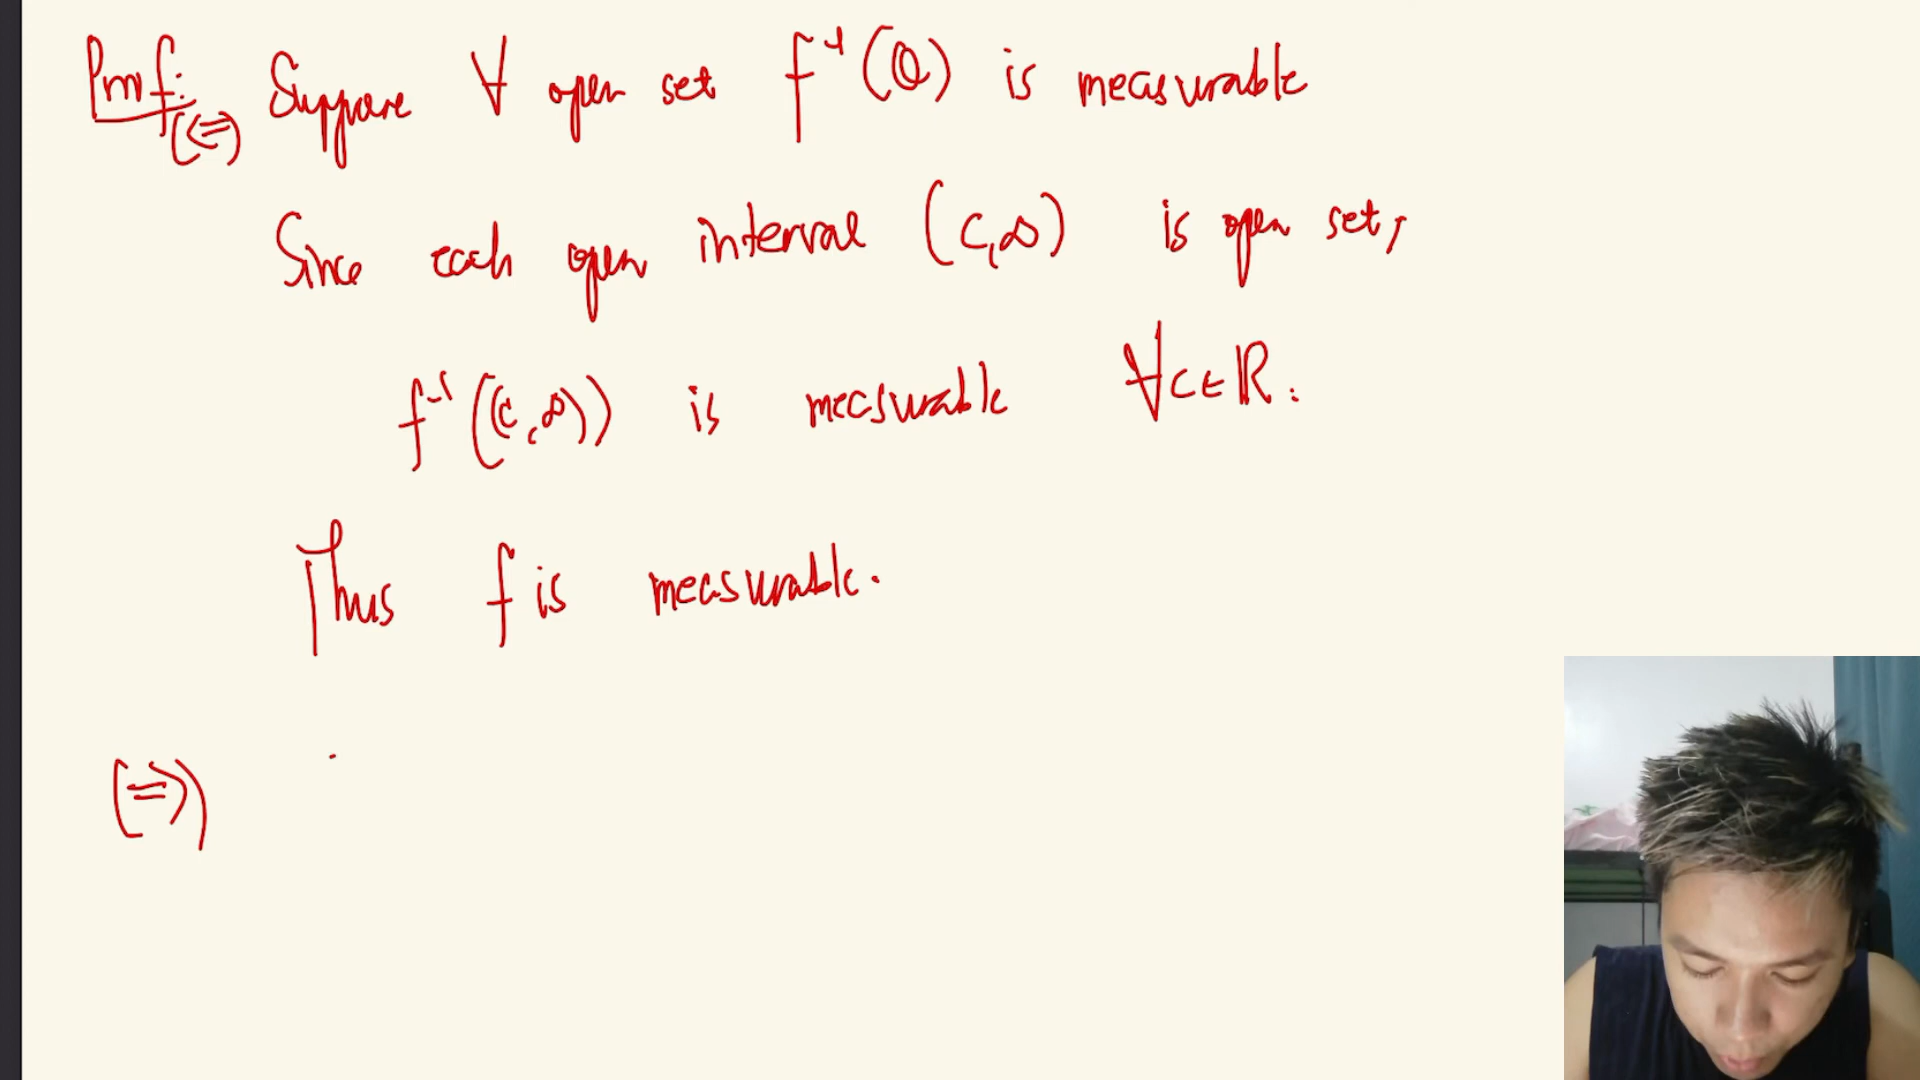 Proof:
(⇐) Suppose ∀ open set f⁻¹(O) is measurable
Since each open interval (c,∞) is open set,
f⁻¹((c,∞)) is measurable ∀c∈ℝ.
Thus f is measurable.
(⇒)